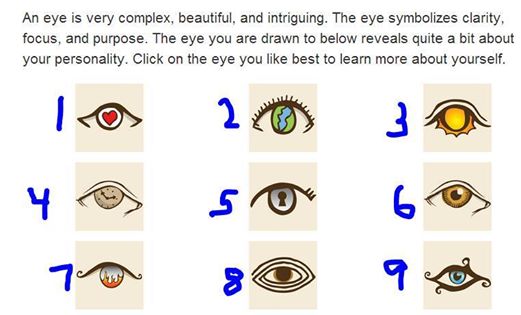 An eye is very complex, beautiful, and intriguing. The eye symbolizes clarity,
focus, and purpose. The eye you are drawn to below reveals quite a bit about
your personality. Click on the eye you like best to learn more about yourself.
1 2 3
4 5 6
7 8 9